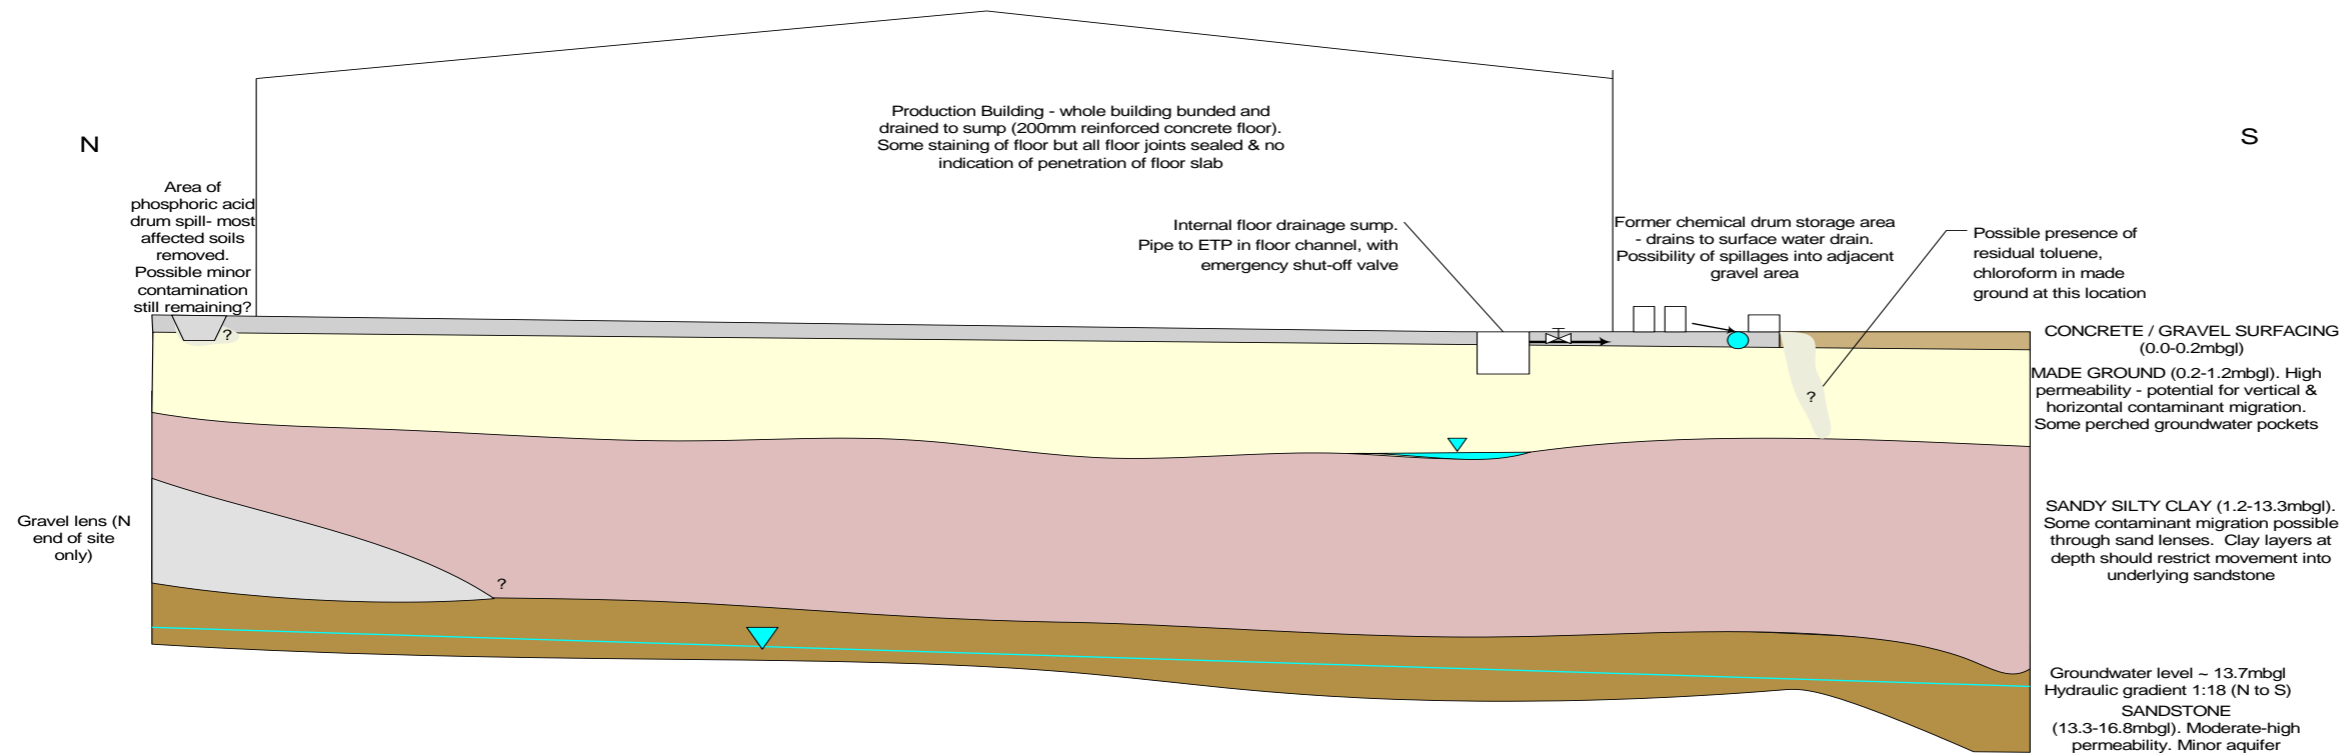 Production Building - whole building bunded and
drained to sump (200mm reinforced concrete floor).
Some staining of floor but all floor joints sealed & no
indication of penetration of floor slab
N
S
Area of
phosphoric acid
drum spill- most
affected soils
removed.
Possible minor
contamination
still remaining?
Internal floor drainage sump.
Pipe to ETP in floor channel, with
emergency shut-off valve
Former chemical drum storage area
- drains to surface water drain.
Possibility of spillages into adjacent
gravel area
Possible presence of
residual toluene,
chloroform in made
ground at this location
?
CONCRETE / GRAVEL SURFACING
(0.0-0.2mbgl)
MADE GROUND (0.2-1.2mbgl). High
permeability - potential for vertical &
horizontal contaminant migration.
Some perched groundwater pockets
?
Gravel lens (N
end of site
only)
?
SANDY SILTY CLAY (1.2-13.3mbgl).
Some contaminant migration possible
through sand lenses. Clay layers at
depth should restrict movement into
underlying sandstone
Groundwater level ~ 13.7mbgl
Hydraulic gradient 1:18 (N to S)
SANDSTONE
(13.3-16.8mbgl). Moderate-high
permeability. Minor aquifer